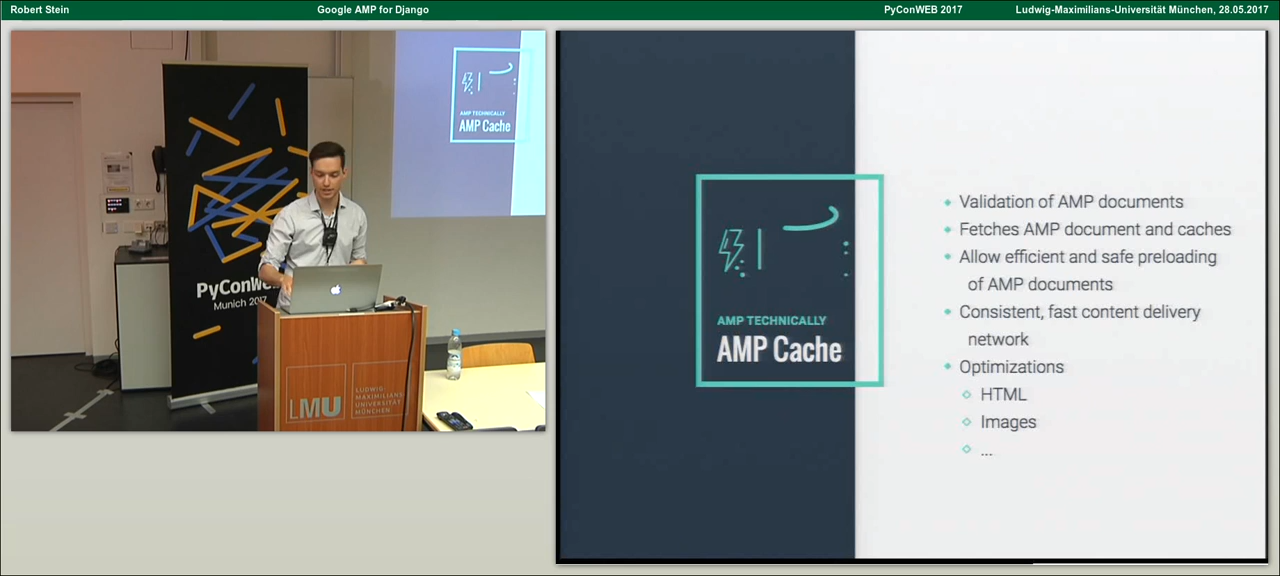 Robert Stein
Google AMP for Django
PyConWEB 2017
Ludwig-Maximilians-Universität München, 28.05.2017
AMP TECHNICALLY
AMP Cache
PyConWe
Munich 2017
LMU
LUDWIG-
MAXIMILIANS-
UNIVERSITÄT
MÜNCHEN
AMP TECHNICALLY
AMP Cache
Validation of AMP documents
Fetches AMP document and caches
Allow efficient and safe preloading
of AMP documents
Consistent, fast content delivery
network
Optimizations
HTML
Images
...